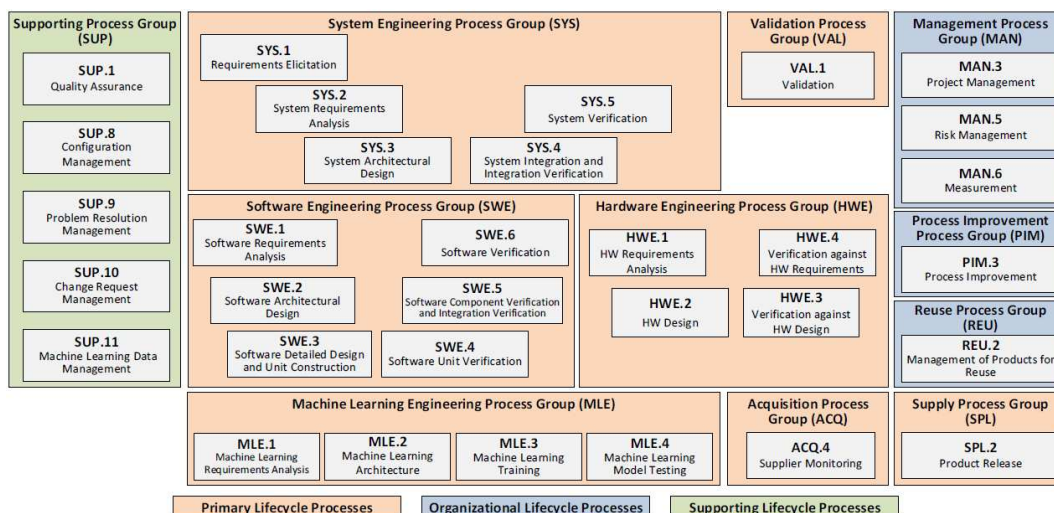 Supporting Process Group
(SUP)
SUP.1
Quality Assurance
SUP.8
Configuration
Management
SUP.9
Problem Resolution
Management
SUP.10
Change Request
Management
SUP.11
Machine Learning Data
Management
System Engineering Process Group (SYS)
SYS.1
Requirements Elicitation
SYS.2
System Requirements
Analysis
SYS.3
System Architectural
Design
SYS.5
System Verification
SYS.4
System Integration and
Integration Verification
Validation Process
Group (VAL)
VAL.1
Validation
Management Process
Group (MAN)
MAN.3
Project Management
MAN.5
Risk Management
MAN.6
Measurement
Software Engineering Process Group (SWE)
SWE.1
Software Requirements
Analysis
SWE.2
Software Architectural
Design
SWE.3
Software Detailed Design
and Unit Construction
SWE.6
Software Verification
SWE.5
Software Component Verification
and Integration Verification
SWE.4
Software Unit Verification
Hardware Engineering Process Group (HWE)
HWE.1
HW Requirements
Analysis
HWE.2
HW Design
HWE.4
Verification against
HW Requirements
HWE.3
Verification against
HW Design
Process Improvement
Process Group (PIM)
PIM.3
Process Improvement
Reuse Process Group
(REU)
REU.2
Management of Products for
Reuse
Machine Learning Engineering Process Group (MLE)
MLE.1
Machine Learning
Requirements Analysis
MLE.2
Machine Learning
Architecture
MLE.3
Machine Learning
Training
MLE.4
Machine Learning
Model Testing
Acquisition Process
Group (ACQ)
ACQ.4
Supplier Monitoring
Supply Process Group
(SPL)
SPL.2
Product Release
Primary Lifecycle Processes
Organizational Lifecycle Processes
Supporting Lifecycle Processes